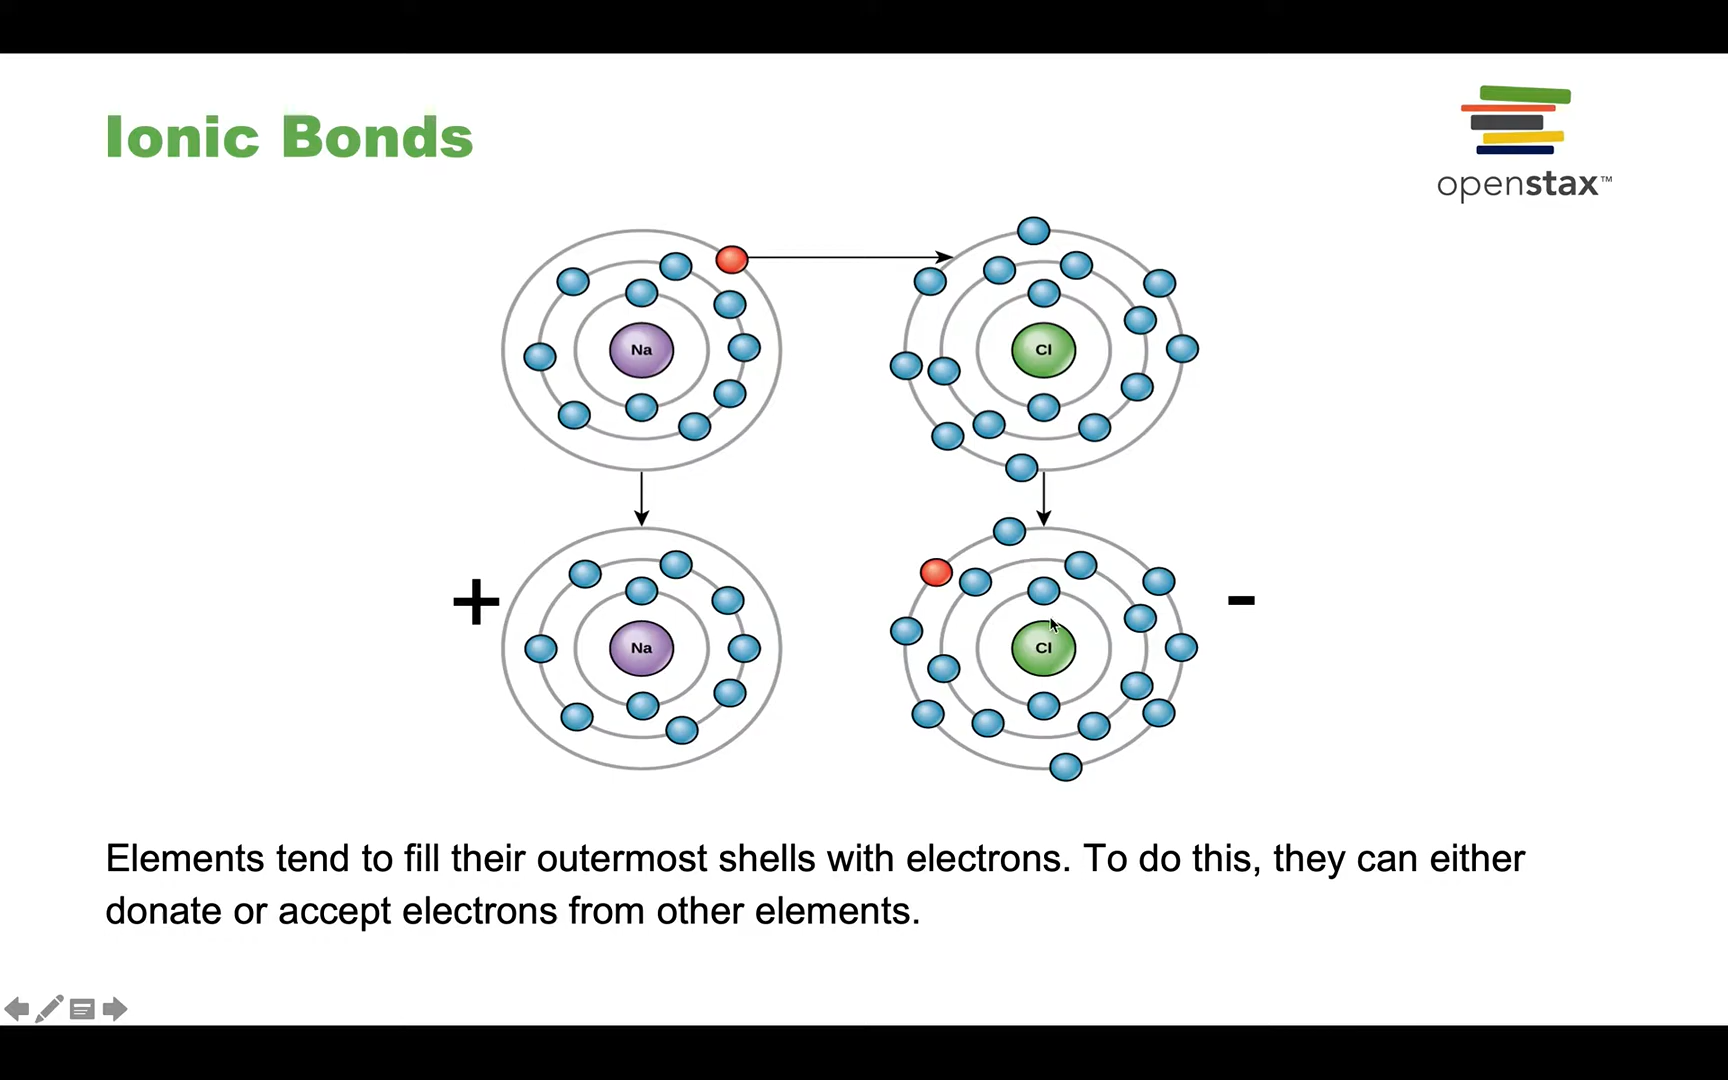 Ionic Bonds
openstax™
Na
Cl
+
Na
Cl
-
Elements tend to fill their outermost shells with electrons. To do this, they can either
donate or accept electrons from other elements.